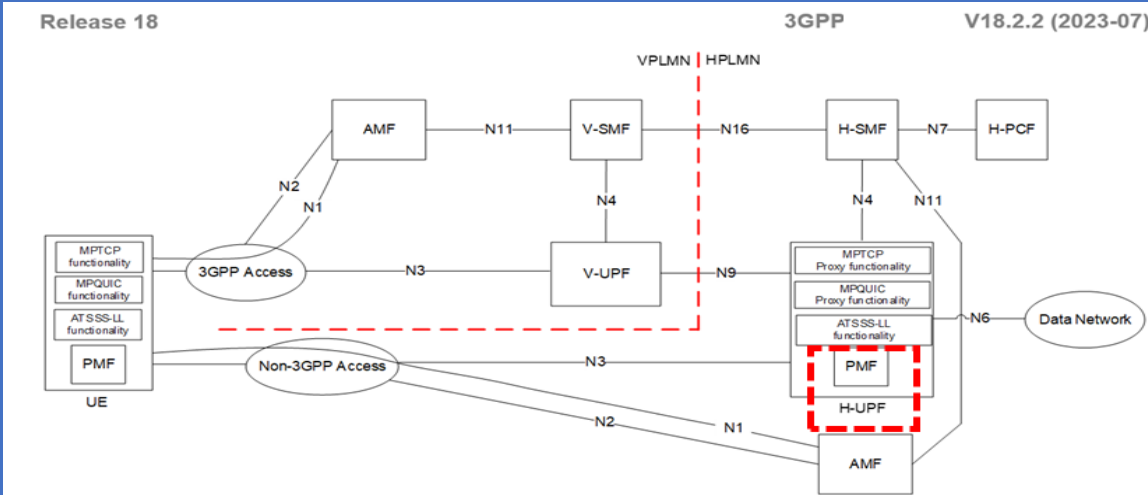 Release 18 3GPP V18.2.2 (2023-07)
VPLMN HPLMN
AMF N11 V-SMF N16 H-SMF N7 H-PCF
N2
N1
N4
N4
N11
MPTCP
functionality
MPQUIC
functionality
ATSSS-LL
functionality
PMF
UE
3GPP Access
N3
V-UPF
N9
MPTCP
Proxy functionality
MPQUIC
Proxy functionality
ATSSS-LL
functionality
PMF
H-UPF
N6
Data Network
Non-3GPP Access
N3
N1
N2
AMF